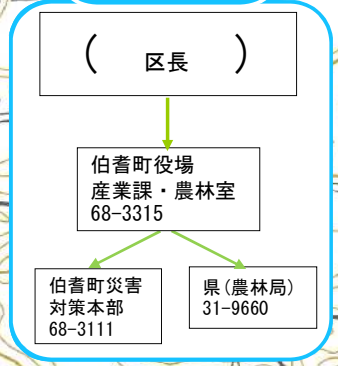 ( 区長 )
伯耆町役場
産業課・農林室
68-3315
伯耆町災害
対策本部
68-3111
県(農林局)
31-9660